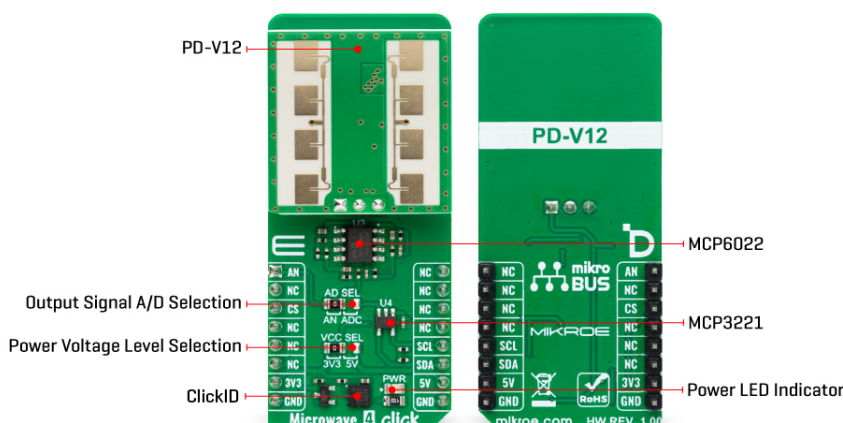 PD-V12
PD-V12
U3
MCP6022
AN
NC
CS
NC
NC
NC
3V3
GND
NC
NC
NC
NC
SCL
SDA
5V
GND
Output Signal A/D Selection
AD SEL
AN ADC
U4
MCP3221
Power Voltage Level Selection
VCC SEL
3V3 5V
ClickID
PWR
Power LED Indicator
Microwave 4 click
mikro
BUS
MIKROE
NC
NC
NC
NC
SCL
SDA
5V
GND
AN
NC
CS
NC
NC
NC
3V3
GND
RoHS
mikroe.com HW REV. 1.00